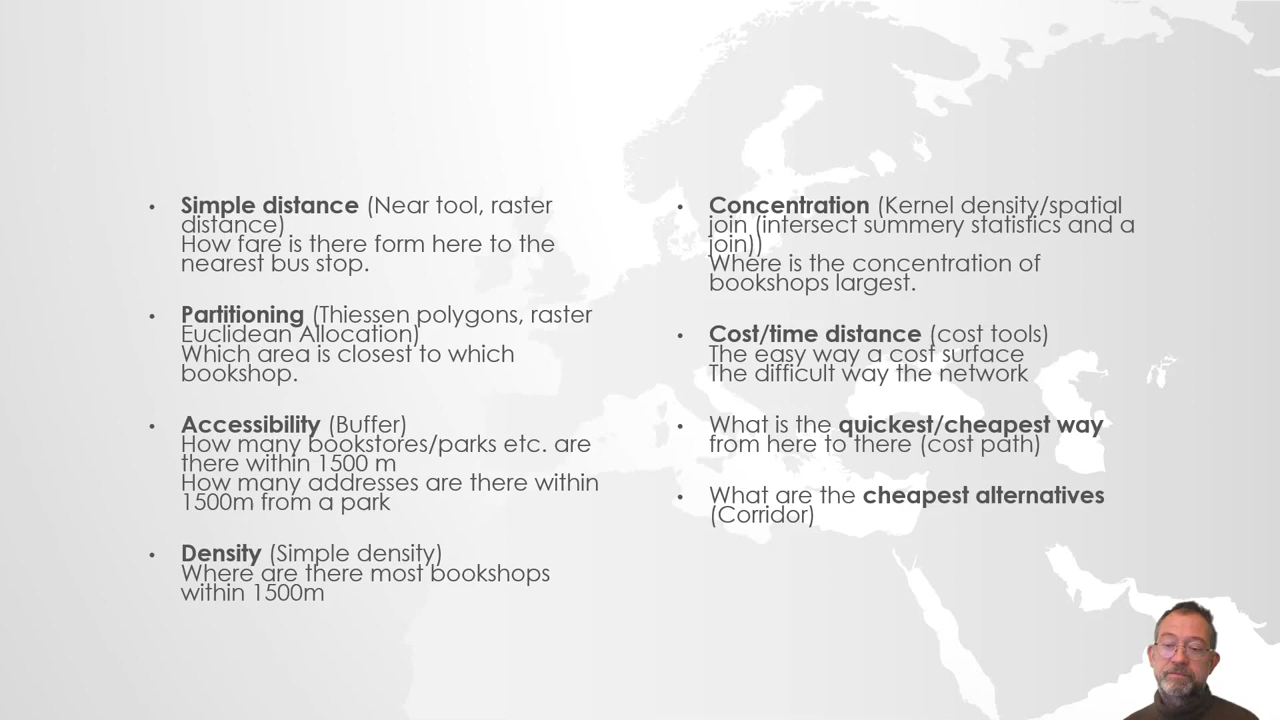 • Simple distance (Near tool, raster
distance)
How fare is there form here to the
nearest bus stop.
• Partitioning (Thiessen polygons, raster
Euclidean Allocation)
Which area is closest to which
bookshop.
• Accessibility (Buffer)
How many bookstores/parks etc. are
there within 1500 m
How many addresses are there within
1500m from a park
• Density (Simple density)
Where are there most bookshops
within 1500m
• Concentration (Kernel density/spatial
join (intersect summery statistics and a
join))
Where is the concentration of
bookshops largest.
• Cost/time distance (cost tools)
The easy way a cost surface
The difficult way the network
• What is the quickest/cheapest way
from here to there (cost path)
• What are the cheapest alternatives
(Corridor)